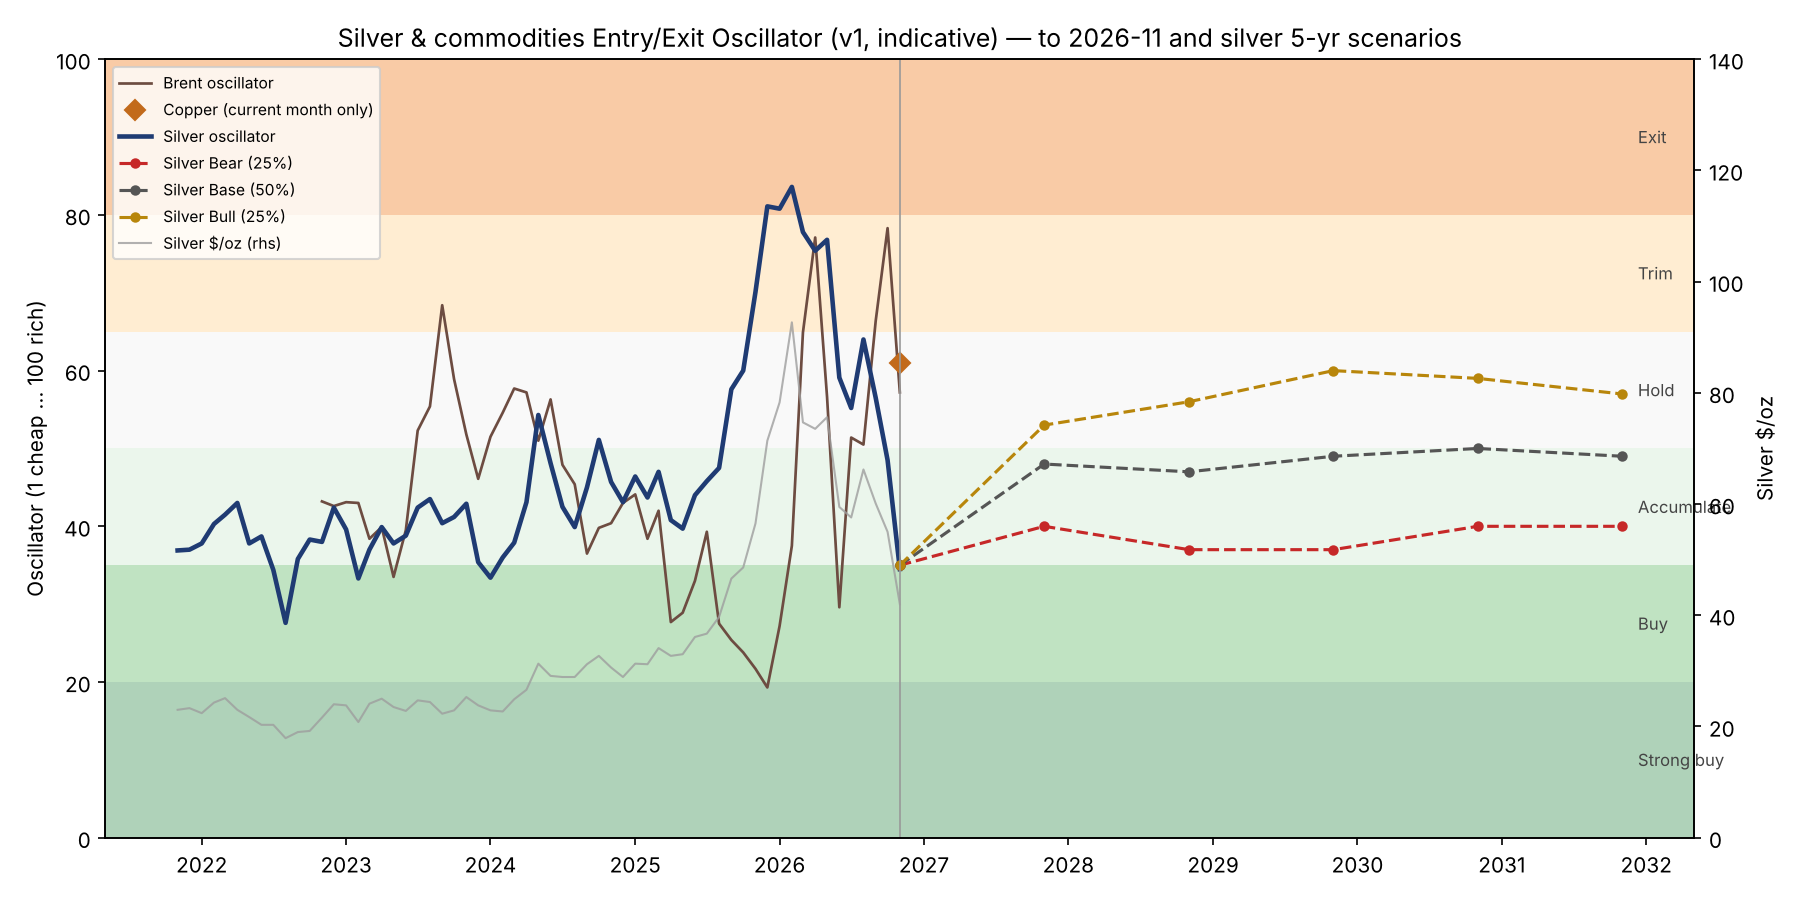 Silver & commodities Entry/Exit Oscillator (v1, indicative) — to 2026-11 and silver 5-yr scenarios
Brent oscillator
Copper (current month only)
Silver oscillator
Silver Bear (25%)
Silver Base (50%)
Silver Bull (25%)
Silver $/oz (rhs)
Oscillator (1 cheap ... 100 rich)
100
80
60
40
20
0
Exit
Trim
Hold
Accumulate
Buy
Strong buy
140
120
100
80
60
40
20
0
Silver $/oz
2022
2023
2024
2025
2026
2027
2028
2029
2030
2031
2032